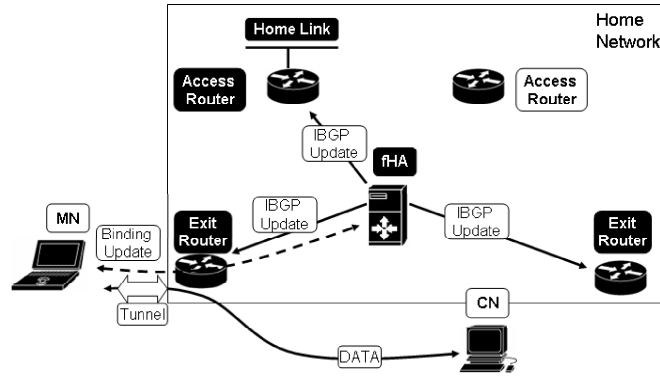 Home Link
Home
Network
Access
Router
Access
Router
IBGP
Update
fHA
MN
Exit
Router
IBGP
Update
IBGP
Update
Exit
Router
Binding
Update
Tunnel
CN
DATA